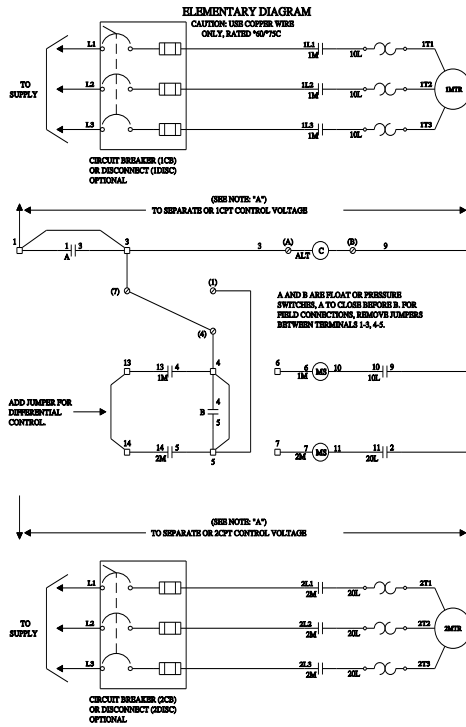 ELEMENTARY DIAGRAM
CAUTION: USE COPPER WIRE
ONLY, RATED °60/°75C
L1 1L1 1M 10L 1T1
TO
SUPPLY
L2 1L2 1M 10L 1T2 1MTR
L3 1L3 1M 10L 1T3
CIRCUIT BREAKER (1CB)
OR DISCONNECT (1DISC)
OPTIONAL
(SEE NOTE: "A")
TO SEPARATE OR 1CPT CONTROL VOLTAGE
1 1 3 A 3 3 (A) ALT C (B) 9
(7) (1)
A AND B ARE FLOAT OR PRESSURE
SWITCHES, A TO CLOSE BEFORE B. FOR
FIELD CONNECTIONS, REMOVE JUMPERS
BETWEEN TERMINALS 1-3, 4-5.
(4)
13 13 4 1M 4 6 6 1M MS 10 10 9 10L
ADD JUMPER FOR
DIFFERENTIAL
CONTROL.
4
B
5
14 14 5 2M 5 7 7 2M MS 11 11 2 20L
(SEE NOTE: "A")
TO SEPARATE OR 2CPT CONTROL VOLTAGE
L1 2L1 2M 20L 2T1
TO
SUPPLY
L2 2L2 2M 20L 2T2 2MTR
L3 2L3 2M 20L 2T3
CIRCUIT BREAKER (2CB)
OR DISCONNECT (2DISC)
OPTIONAL